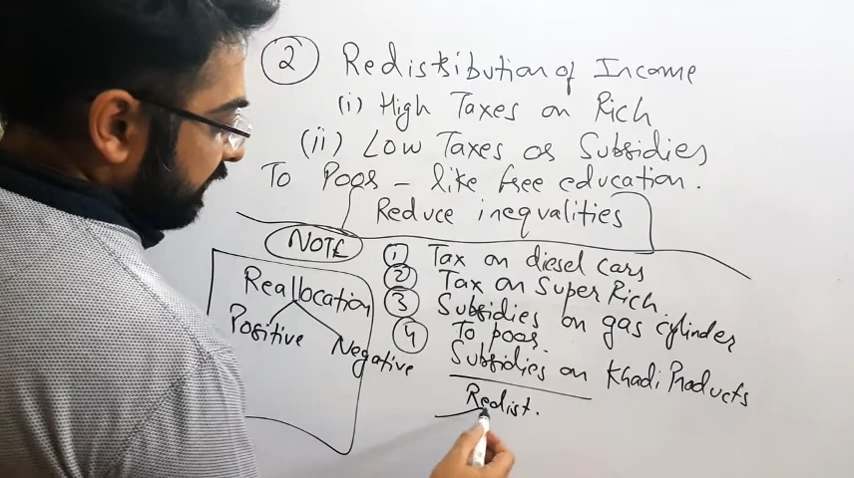 2 Redistribution of Income
(i) High Taxes on Rich
(ii) Low Taxes or Subsidies
To Poor - like free education.
Reduce inequalities
NOTE
Reallocation
Positive
Negative
1 Tax on diesel cars
2 Tax on Super Rich.
3 Subsidies on gas cylinder
To poor.
4 Subsidies on Khadi Products
Redist.